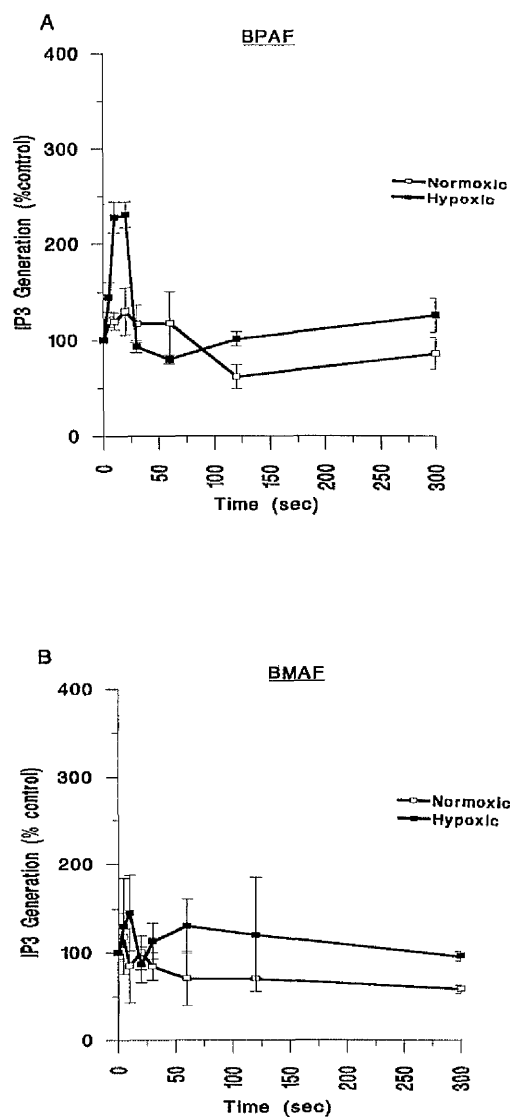 A
BPAF
400
300
200
100
0
IP3 Generation (%control)
Normoxic
Hypoxic
0
50
100
150
200
250
300
Time (sec)
B
BMAF
400
300
200
100
0
IP3 Generation (% control)
Normoxic
Hypoxic
0
50
100
150
200
250
300
Time (sec)